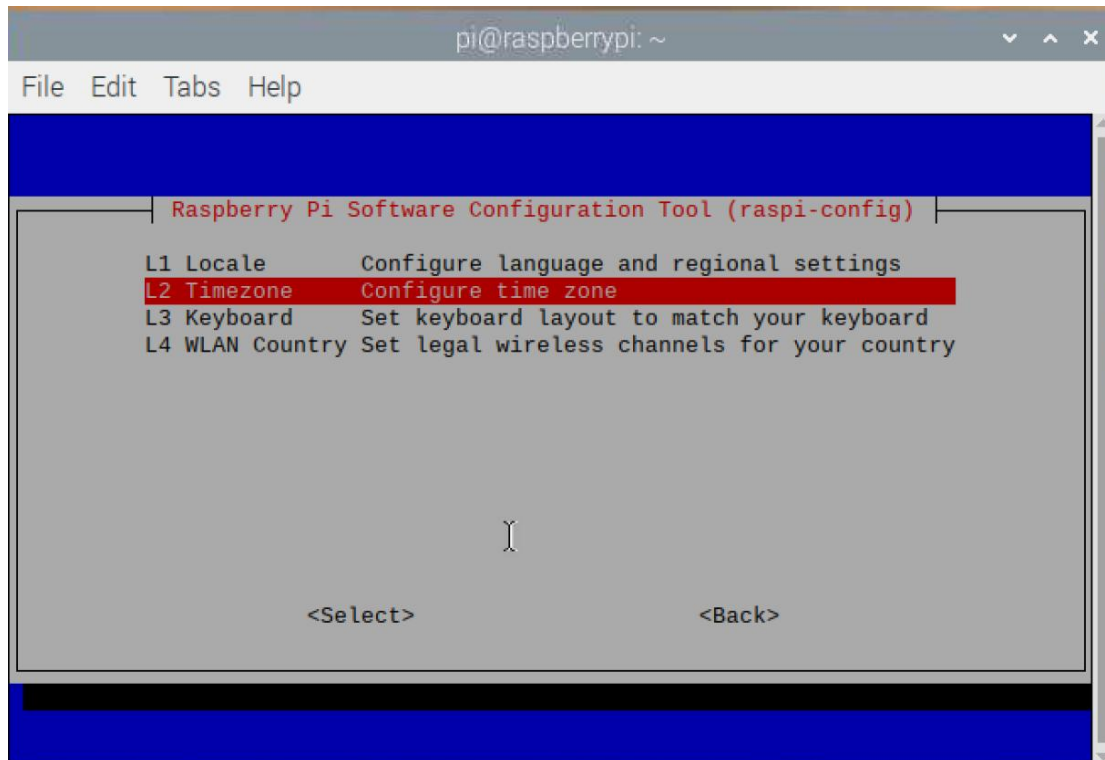 pi@raspberrypi: ~
File Edit Tabs Help
Raspberry Pi Software Configuration Tool (raspi-config)
L1 Locale Configure language and regional settings
L2 Timezone Configure time zone
L3 Keyboard Set keyboard layout to match your keyboard
L4 WLAN Country Set legal wireless channels for your country
<Select> <Back>